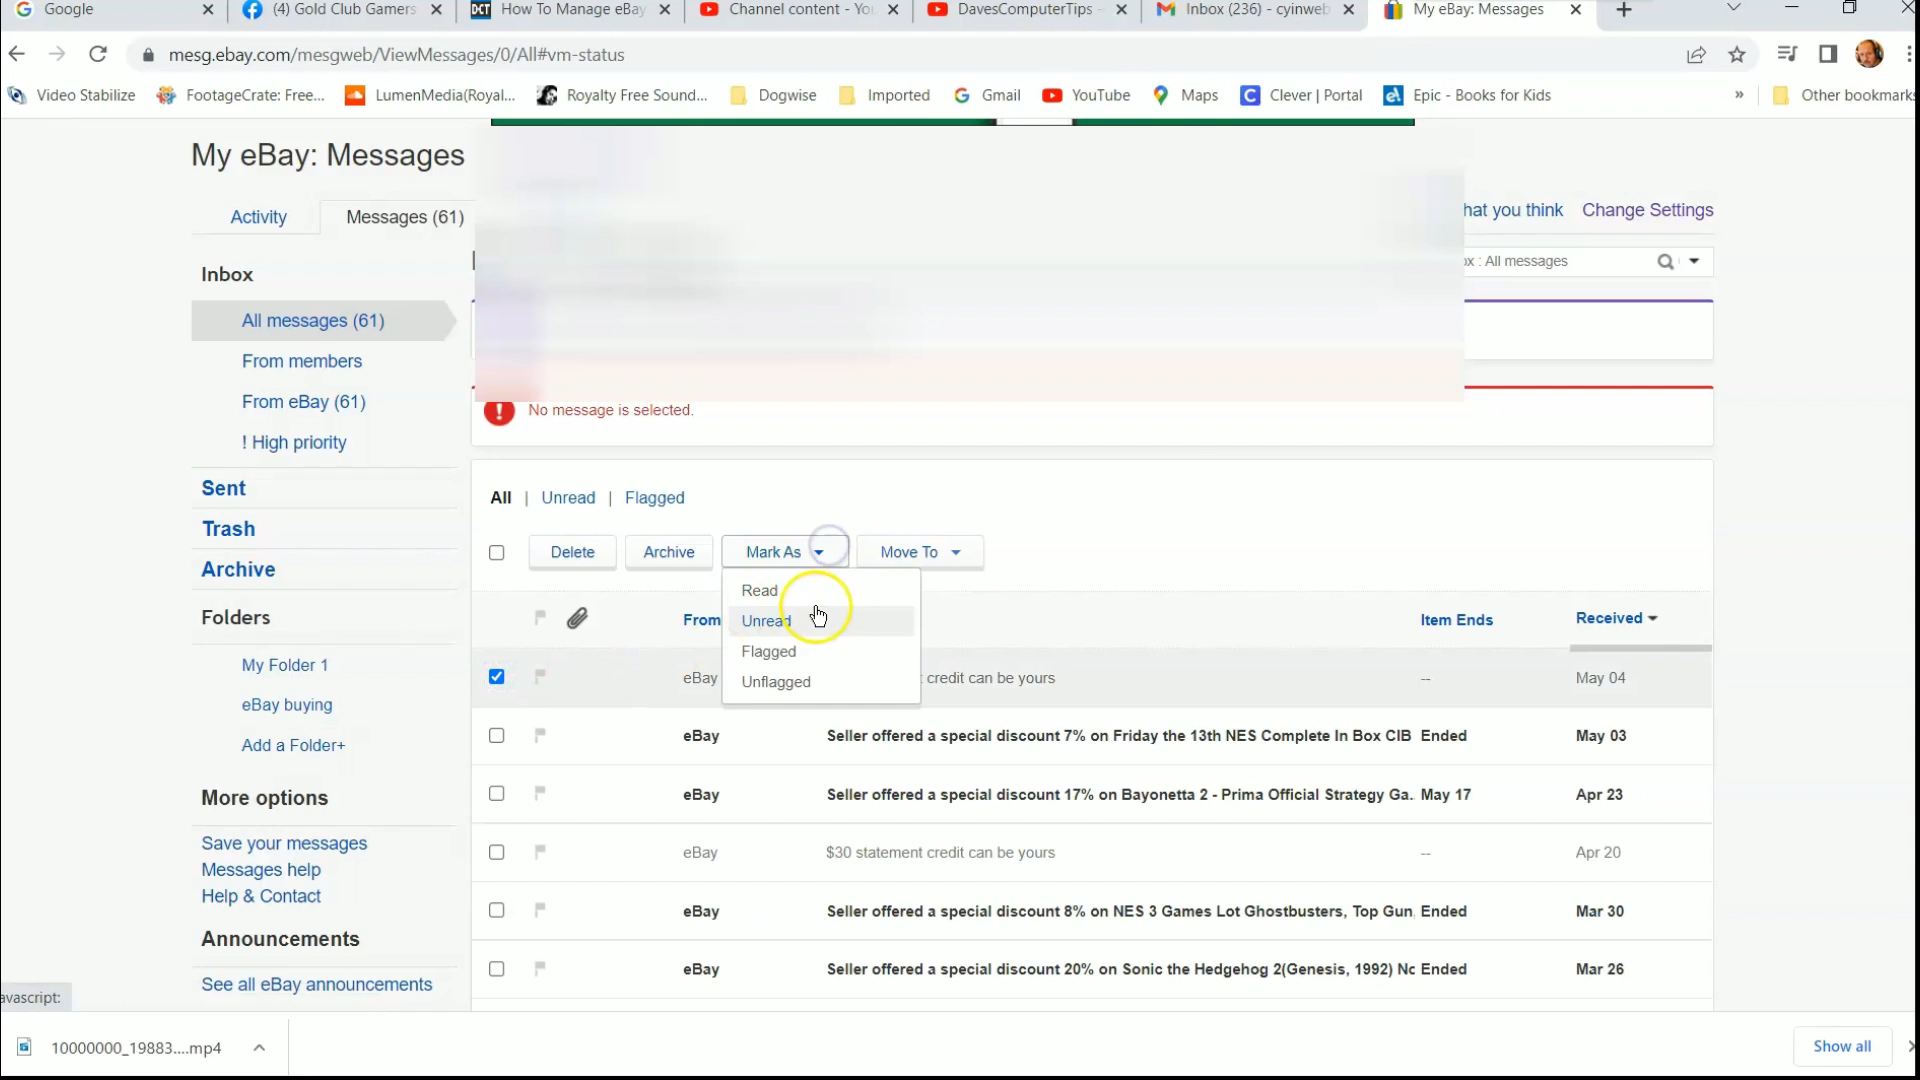 Google
(4) Gold Club Gamers
DCT How To Manage eBay
Channel content - You
DavesComputerTips -
Inbox (236) - cyinweb
My eBay: Messages
mesg.ebay.com/mesgweb/ViewMessages/0/All#vm-status
Video Stabilize
FootageCrate: Free...
LumenMedia(Royal...
Royalty Free Sound...
Dogwise
Imported
Gmail
YouTube
Maps
Clever | Portal
Epic - Books for Kids
»
Other bookmarks
My eBay: Messages
Activity
Messages (61)
hat you think
Change Settings
Inbox
: All messages
All messages (61)
From members
From eBay (61)
! High priority
No message is selected.
Sent
Trash
Archive
Folders
My Folder 1
eBay buying
Add a Folder+
More options
Save your messages
Messages help
Help & Contact
Announcements
See all eBay announcements
All | Unread | Flagged
Delete
Archive
Mark As
Move To
Read
Unread
Flagged
Unflagged
From
Item Ends
Received
eBay credit can be yours -- May 04
eBay Seller offered a special discount 7% on Friday the 13th NES Complete In Box CIB Ended May 03
eBay Seller offered a special discount 17% on Bayonetta 2 - Prima Official Strategy Ga.. May 17 Apr 23
eBay $30 statement credit can be yours -- Apr 20
eBay Seller offered a special discount 8% on NES 3 Games Lot Ghostbusters, Top Gun, Ended Mar 30
eBay Seller offered a special discount 20% on Sonic the Hedgehog 2(Genesis, 1992) Nc Ended Mar 26
avascript:
10000000_19883....mp4
Show all